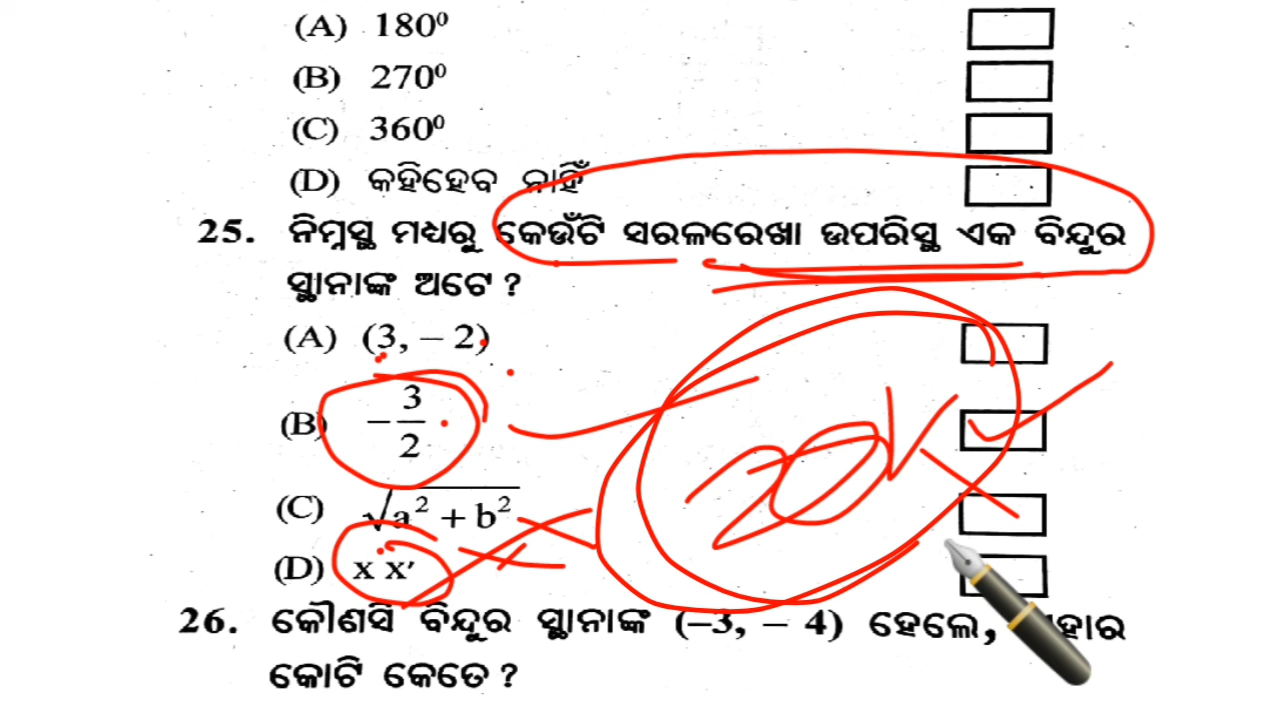 (A) 180⁰
(B) 270⁰
(C) 360⁰
(D) କହିହେବ ନାହିଁ
25. ନିମ୍ନସ୍ଥ ମଧ୍ୟରୁ କେଉଁଟି ସରଳରେଖା ଉପରିସ୍ଥ ଏକ ବିନ୍ଦୁର
ସ୍ଥାନାଙ୍କ ଅଟେ ?
(A) (3, – 2)
(B) –3/2
(C) √a² + b²
(D) x x′
26. କୌଣସି ବିନ୍ଦୁର ସ୍ଥାନାଙ୍କ (–3, – 4) ହେଲେ,
କୋଟି କେତେ ?